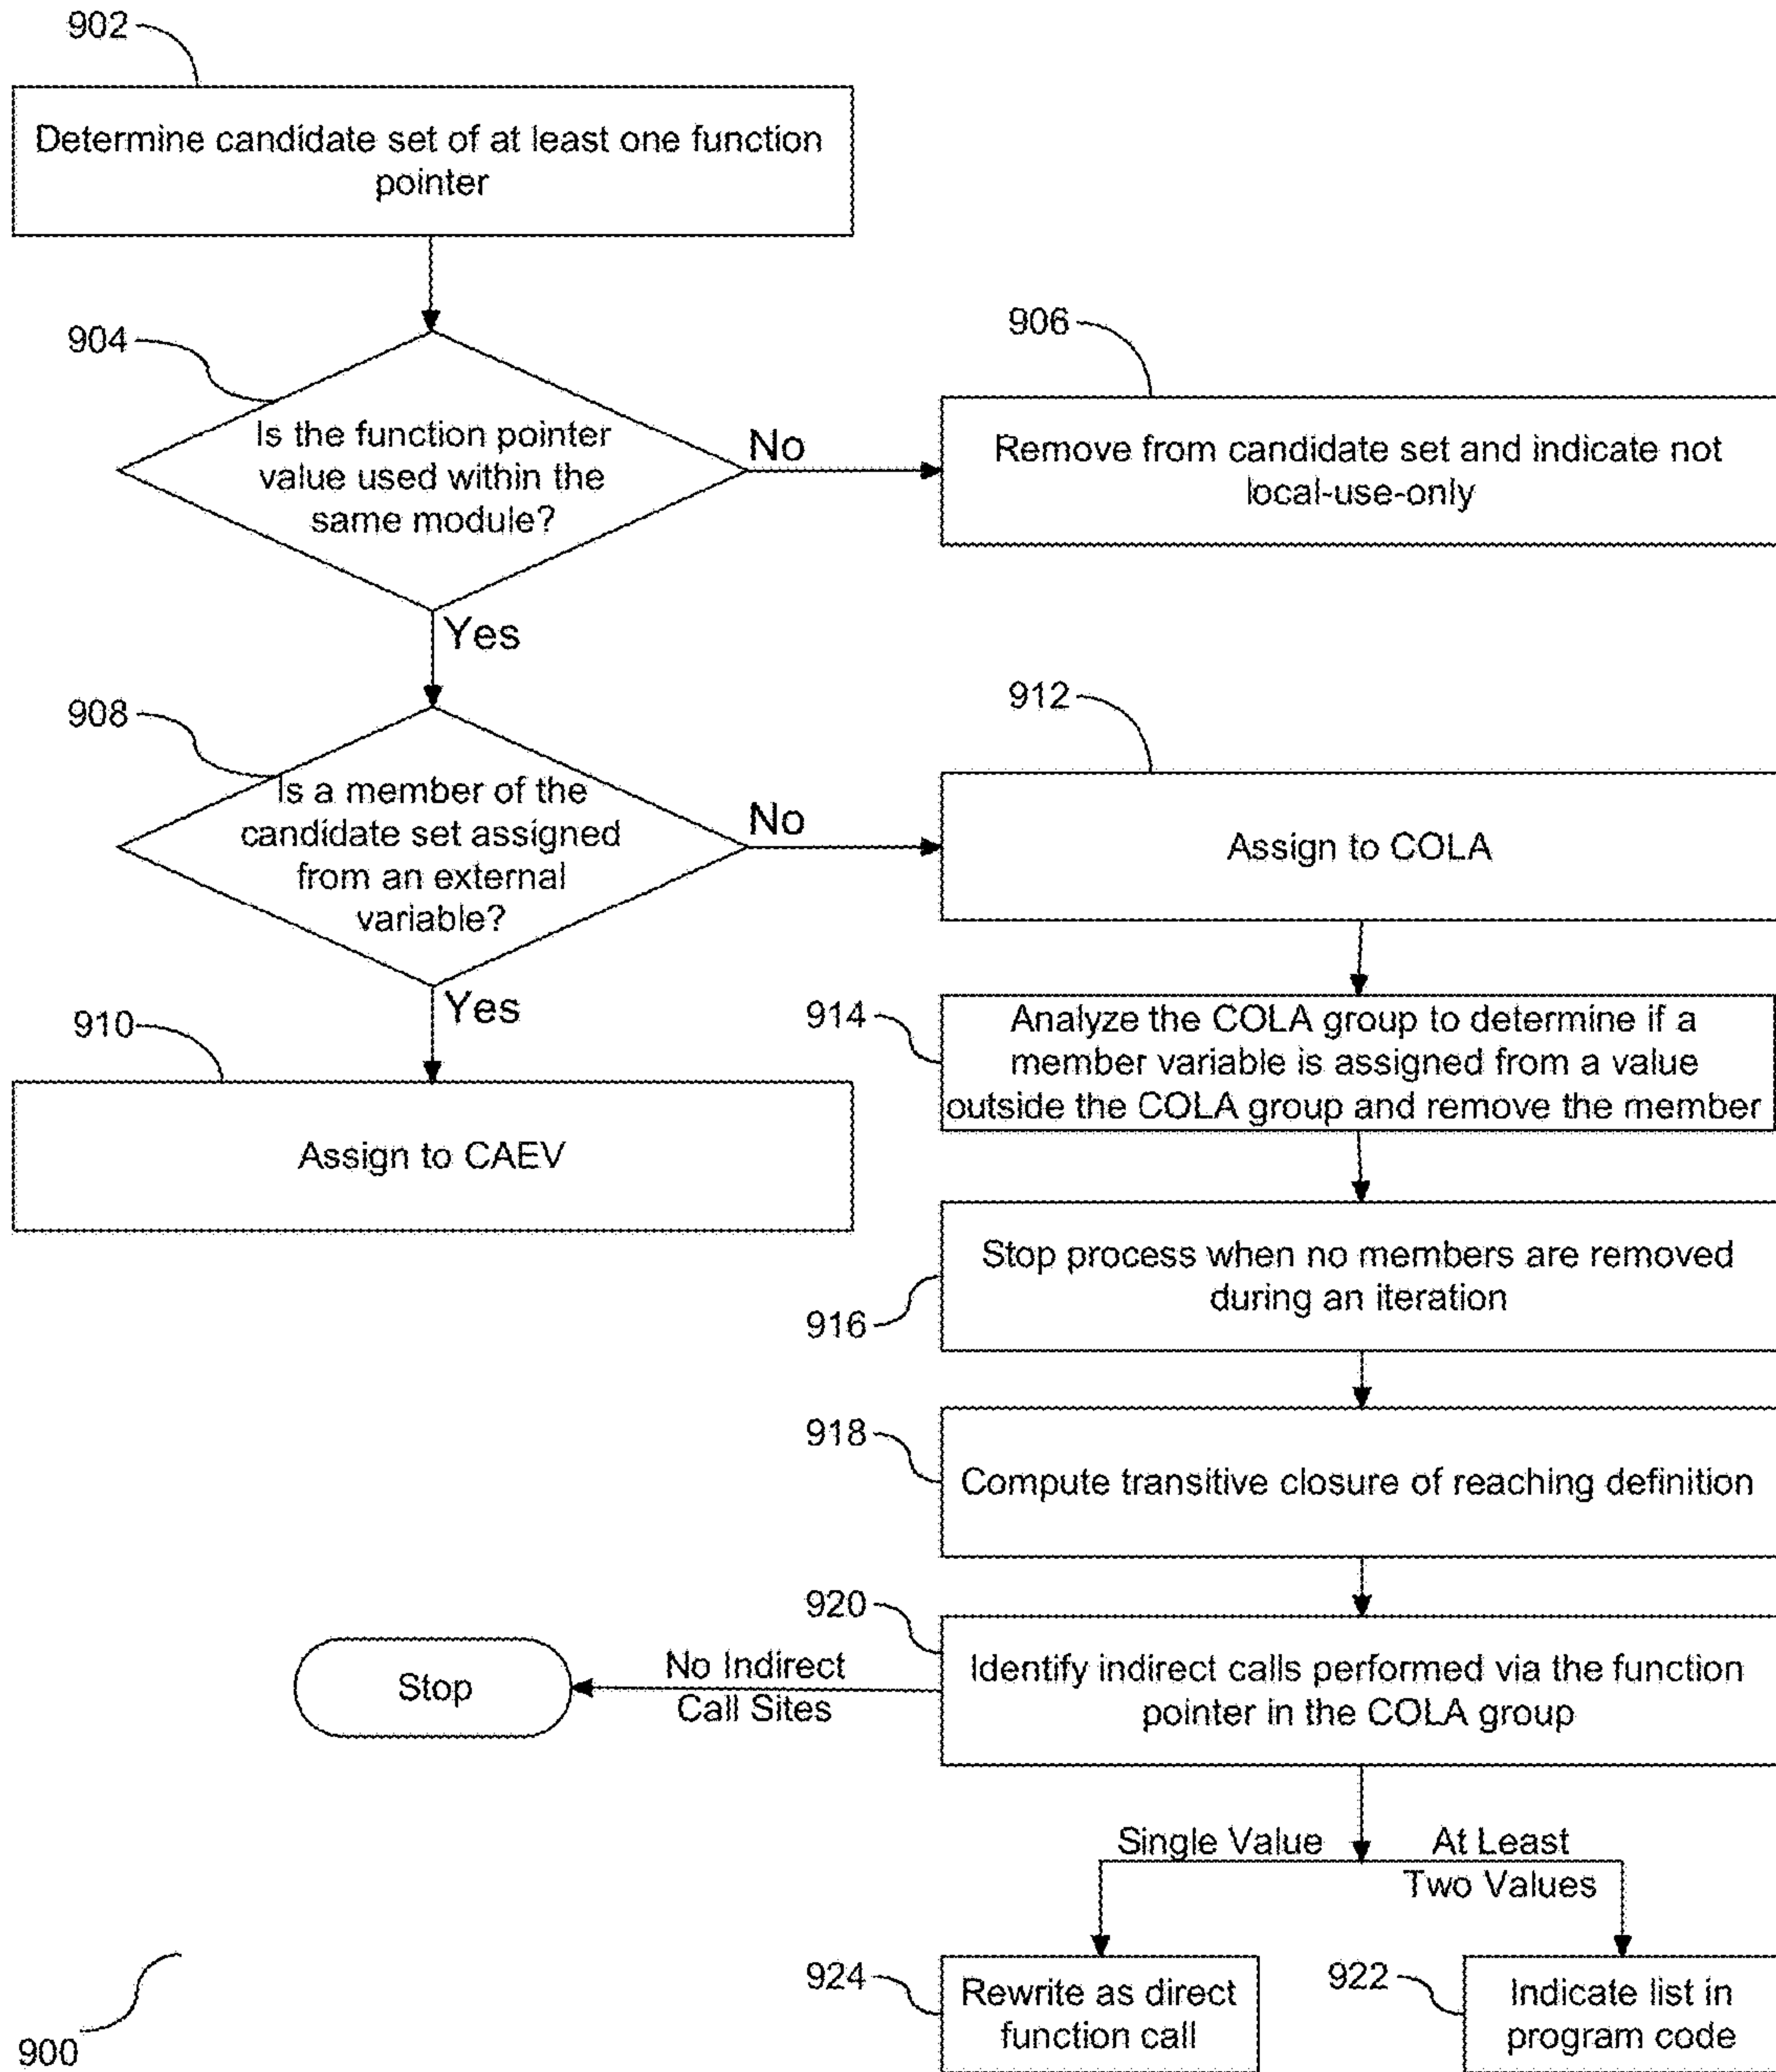 902
Determine candidate set of at least one function
pointer
904
Is the function pointer
value used within the
same module?
No
906
Remove from candidate set and indicate not
local-use-only
Yes
908
Is a member of the
candidate set assigned
from an external
variable?
No
912
Assign to COLA
Yes
910
Assign to CAEV
914
Analyze the COLA group to determine if a
member variable is assigned from a value
outside the COLA group and remove the member
916
Stop process when no members are removed
during an iteration
918
Compute transitive closure of reaching definition
920
Identify indirect calls performed via the function
pointer in the COLA group
No Indirect
Call Sites
Stop
Single Value
At Least
Two Values
924
Rewrite as direct
function call
922
Indicate list in
program code
900